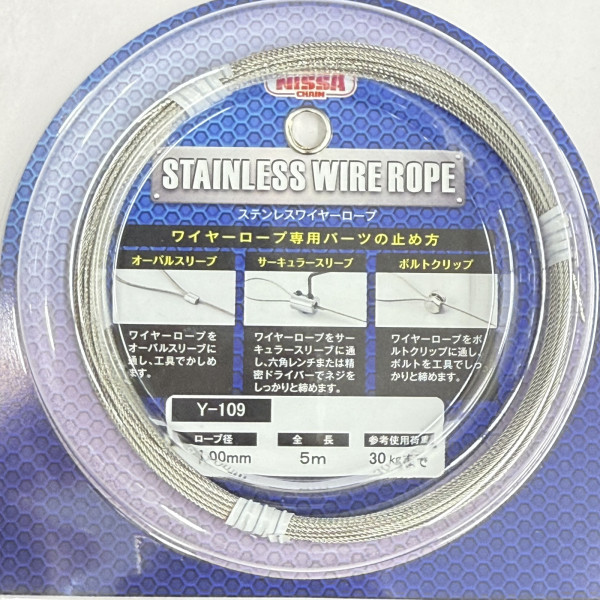 NISSA
CHAIN
STAINLESS WIRE ROPE
ステンレスワイヤーロープ
ワイヤーロープ専用パーツの止め方
オーバルスリーブ
サーキュラースリーブ
ボルトクリップ
ワイヤーロープを
オーバルスリーブに
通し、工具でかしめ
ます。
ワイヤーロープをサー
キュラースリーブに通
し、六角レンチまたは精
密ドライバーでネジを
しっかりと締めます。
ワイヤーロープをボ
ルトクリップに通し、
ボルトを工具でしっ
かりと締めます。
Y-109
ロープ径
全長
参考使用荷重
.00mm
5m
30kgまで